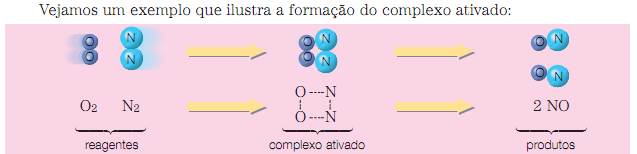 Vejamos um exemplo que ilustra a formação do complexo ativado:
O N O N O N
O N O N O N
O₂ N₂ O----N 2 NO
O----N
reagentes complexo ativado produtos